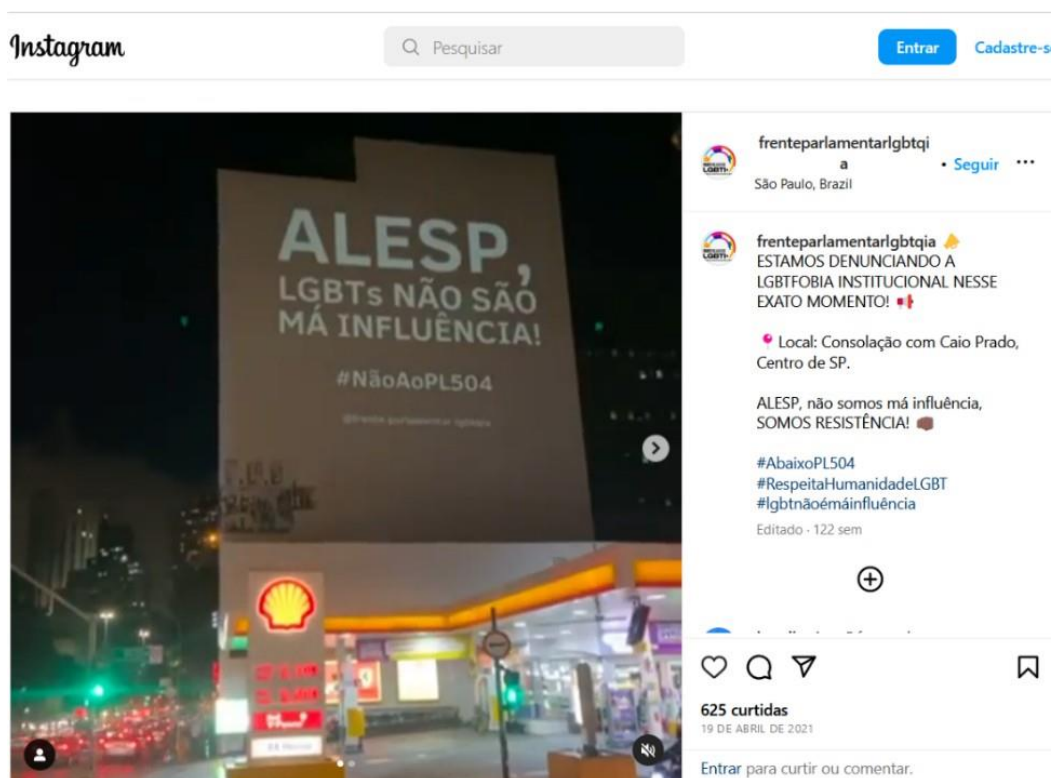 Instagram
Pesquisar
Entrar
Cadastre-s
ALESP,
LGBTs NÃO SÃO
MÁ INFLUÊNCIA!
#NãoAoPL504
frenteparlamentarlgbtqi
a
• Seguir
São Paulo, Brazil
frenteparlamentarlgbtqia
ESTAMOS DENUNCIANDO A
LGBTFOBIA INSTITUCIONAL NESSE
EXATO MOMENTO!
Local: Consolação com Caio Prado,
Centro de SP.
ALESP, não somos má influência,
SOMOS RESISTÊNCIA!
#AbaixoPL504
#RespeitaHumanidadeLGBT
#lgbtnãoémáinfluência
Editado · 122 sem
625 curtidas
19 DE ABRIL DE 2021
Entrar para curtir ou comentar.